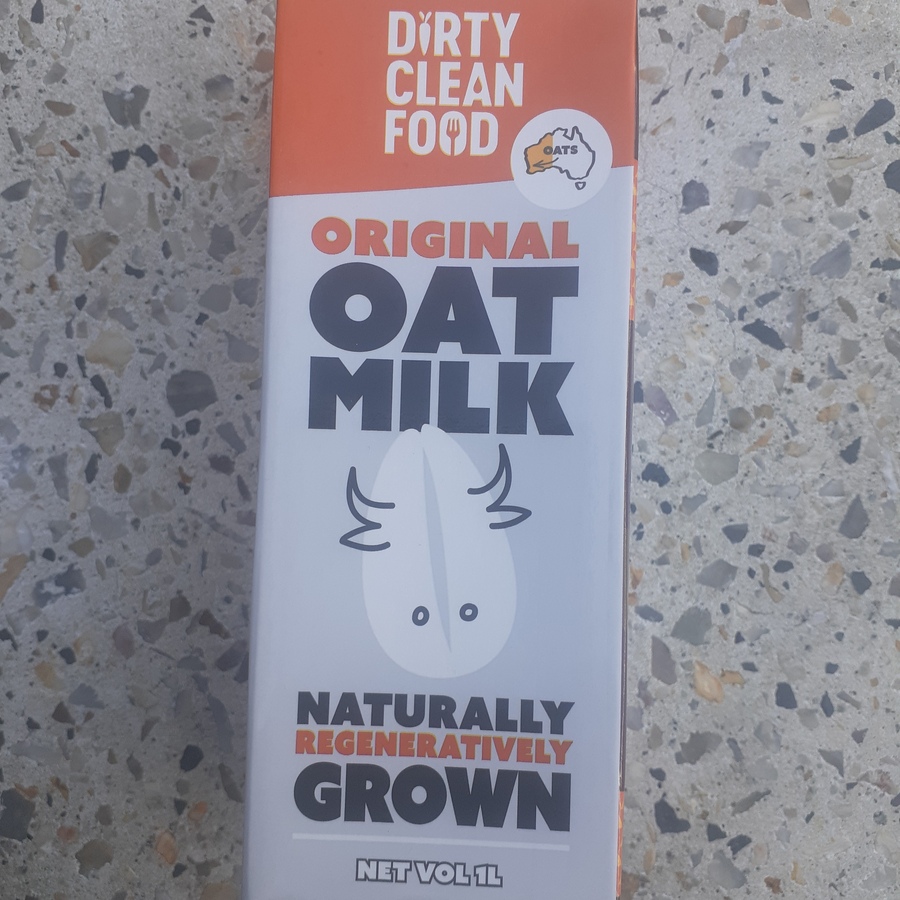 DIRTY
CLEAN
FOOD
OATS
ORIGINAL
OAT
MILK
NATURALLY
REGENERATIVELY
GROWN
NET VOL 1L